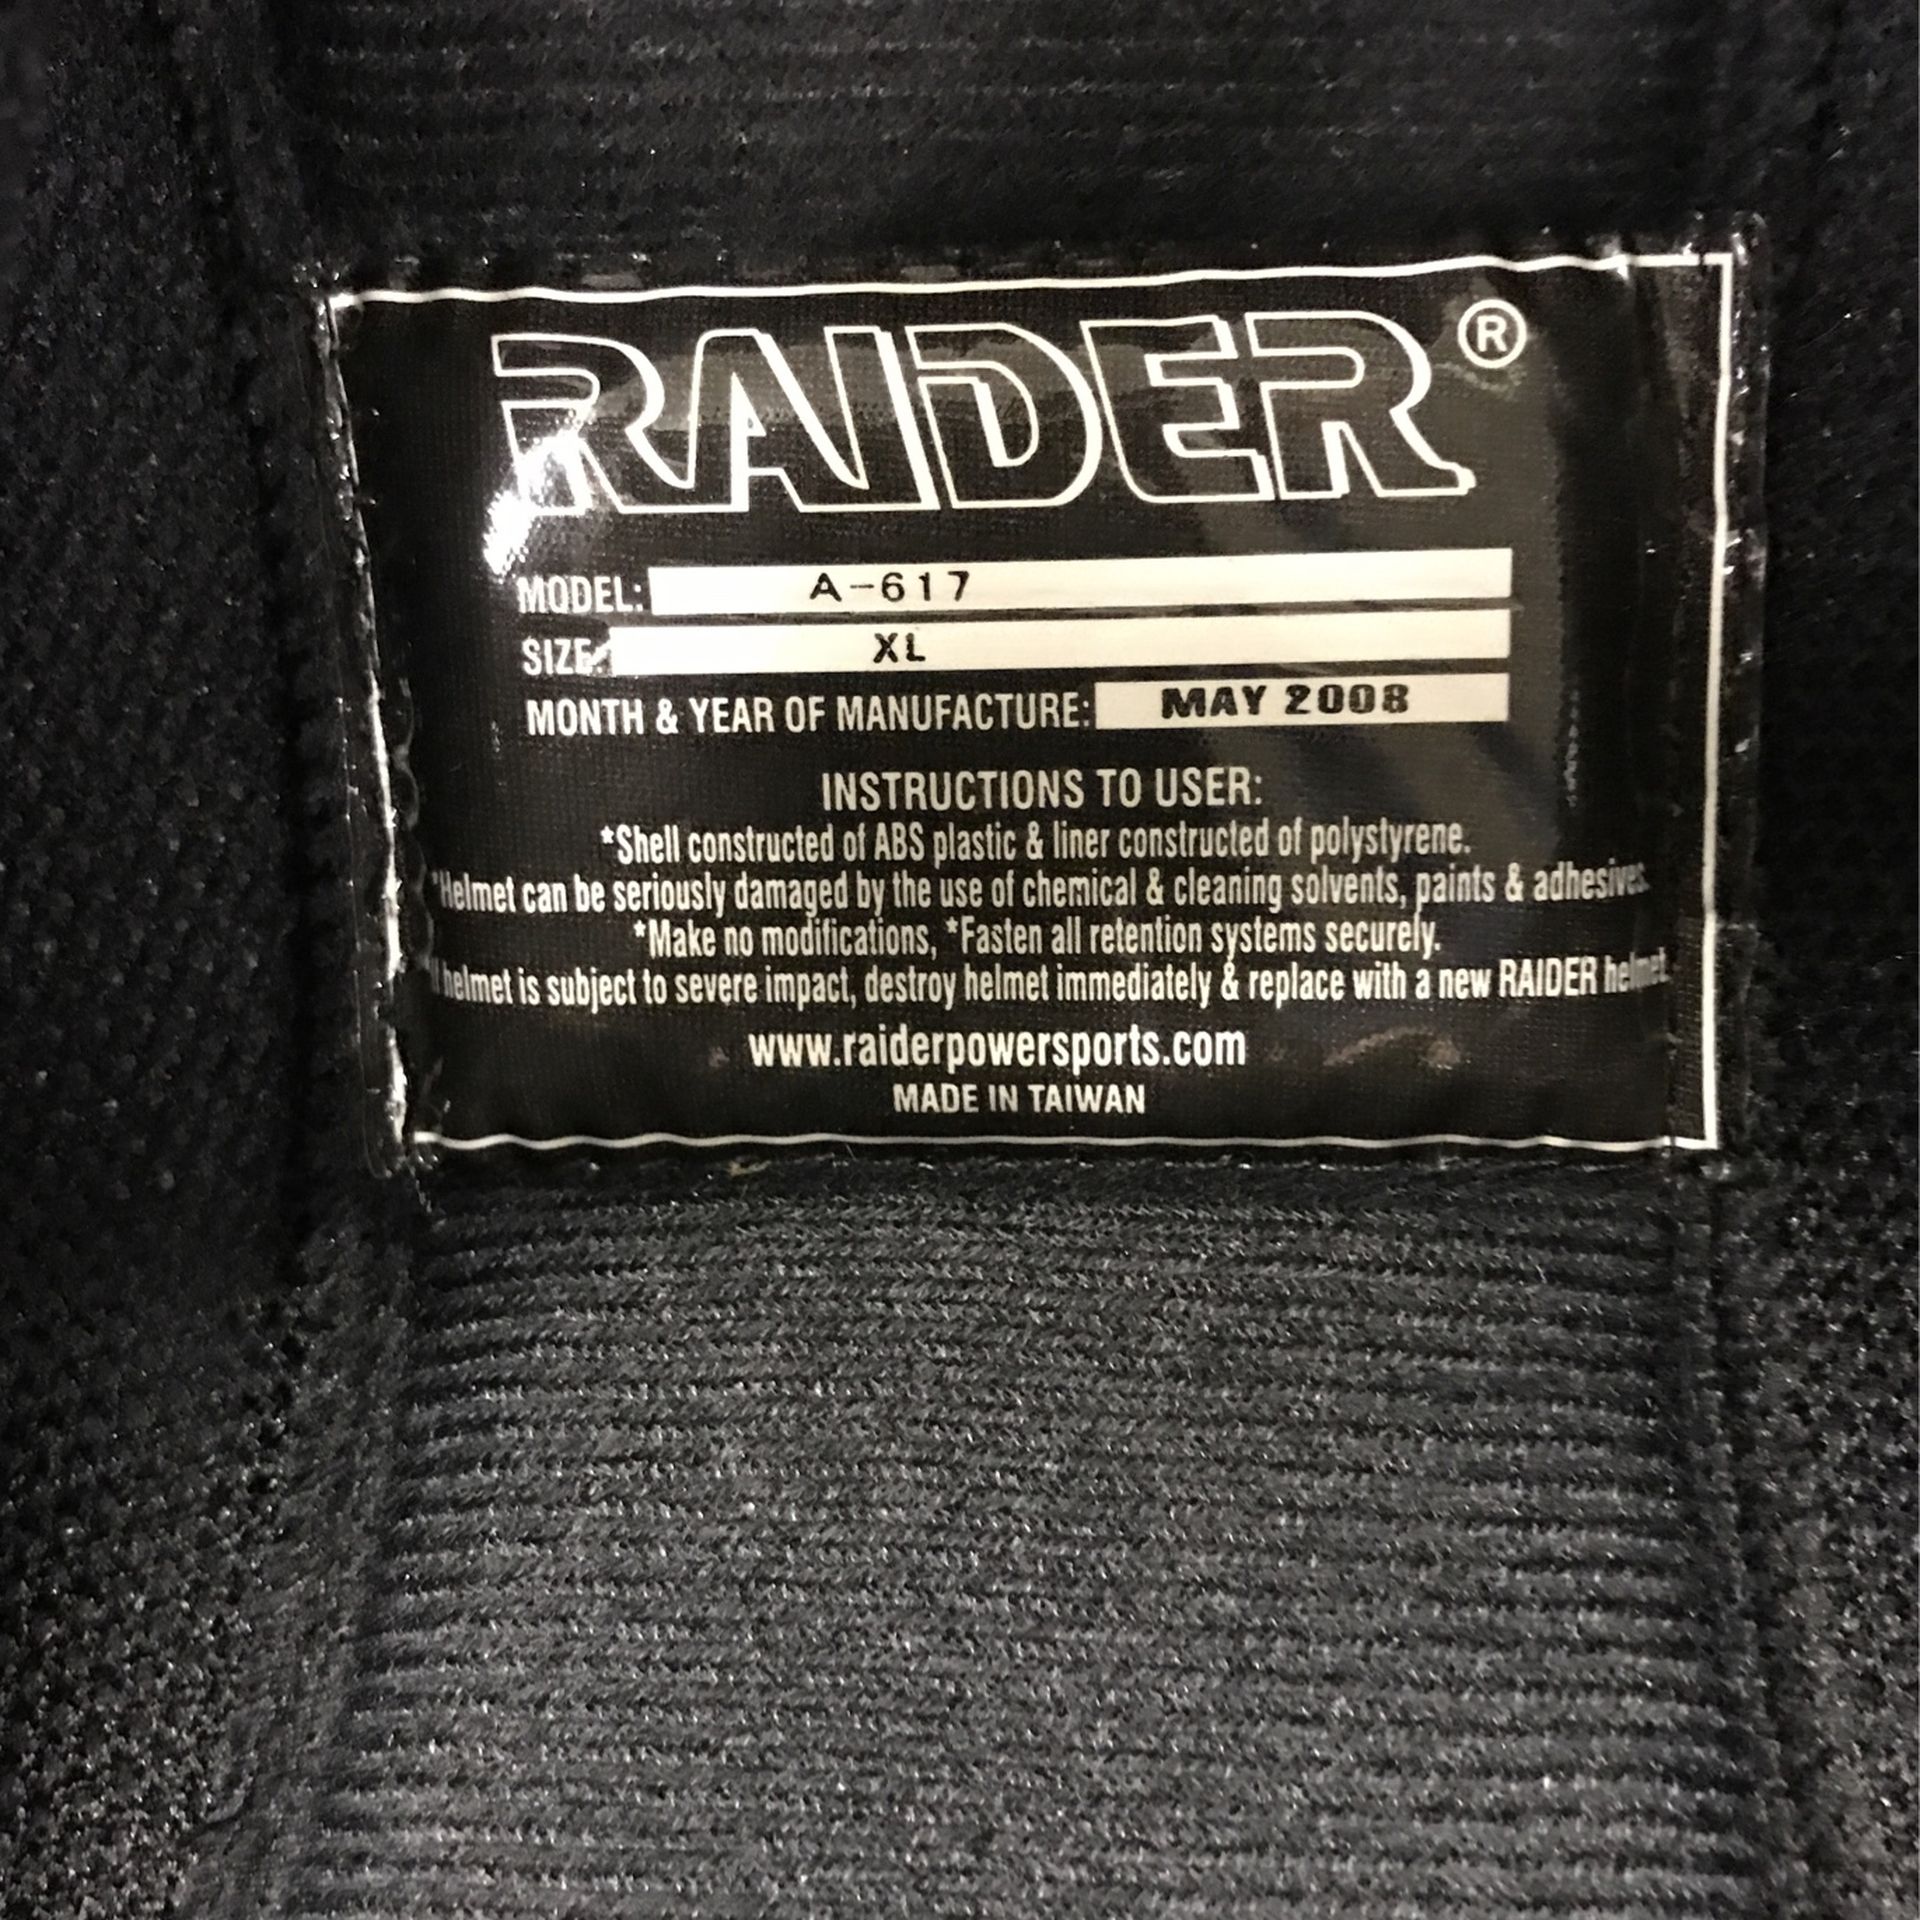 RAIDER®
MODEL: A-617
SIZE: XL
MONTH & YEAR OF MANUFACTURE: MAY 2008
INSTRUCTIONS TO USER:
*Shell constructed of ABS plastic & liner constructed of polystyrene.
*Helmet can be seriously damaged by the use of chemical & cleaning solvents, paints & adhesives.
*Make no modifications, *Fasten all retention systems securely.
helmet is subject to severe impact, destroy helmet immediately & replace with a new RAIDER helmet.
www.raiderpowersports.com
MADE IN TAIWAN